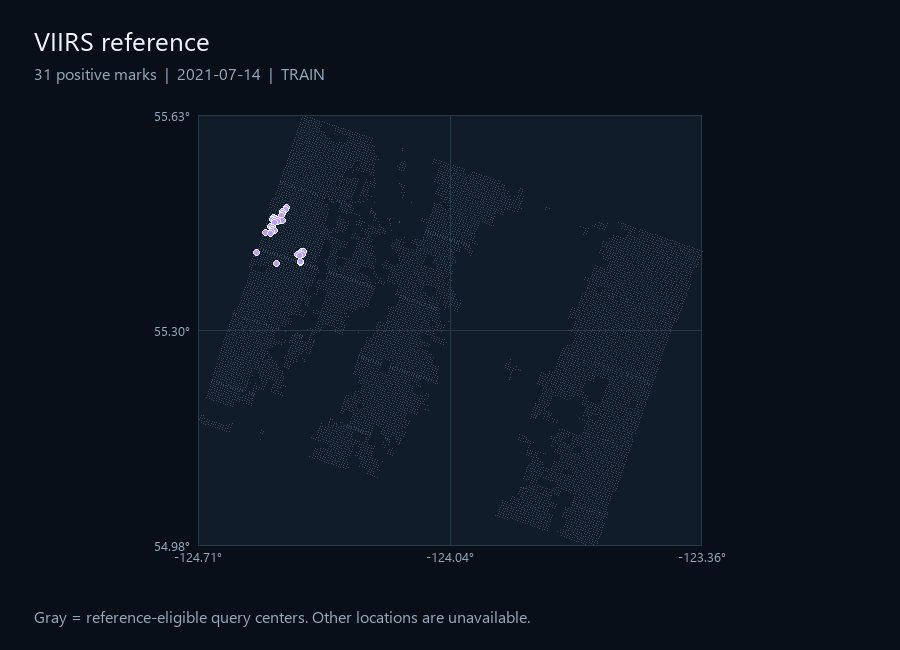 VIIRS reference
31 positive marks | 2021-07-14 | TRAIN
55.63°
55.30°
54.98°
-124.71°
-124.04°
-123.36°
Gray = reference-eligible query centers. Other locations are unavailable.